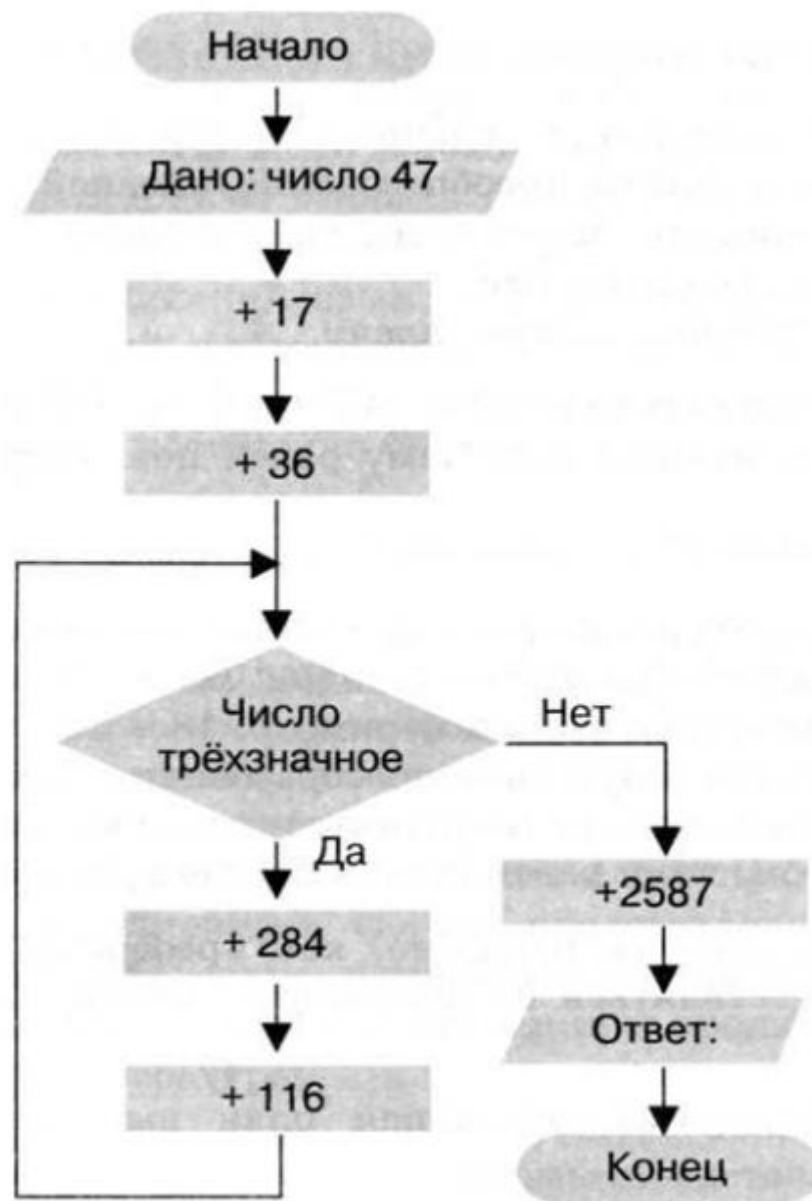 Начало
Дано: число 47
+ 17
+ 36
Число
трёхзначное
Нет
Да
+ 284
+2587
+ 116
Ответ:
Конец